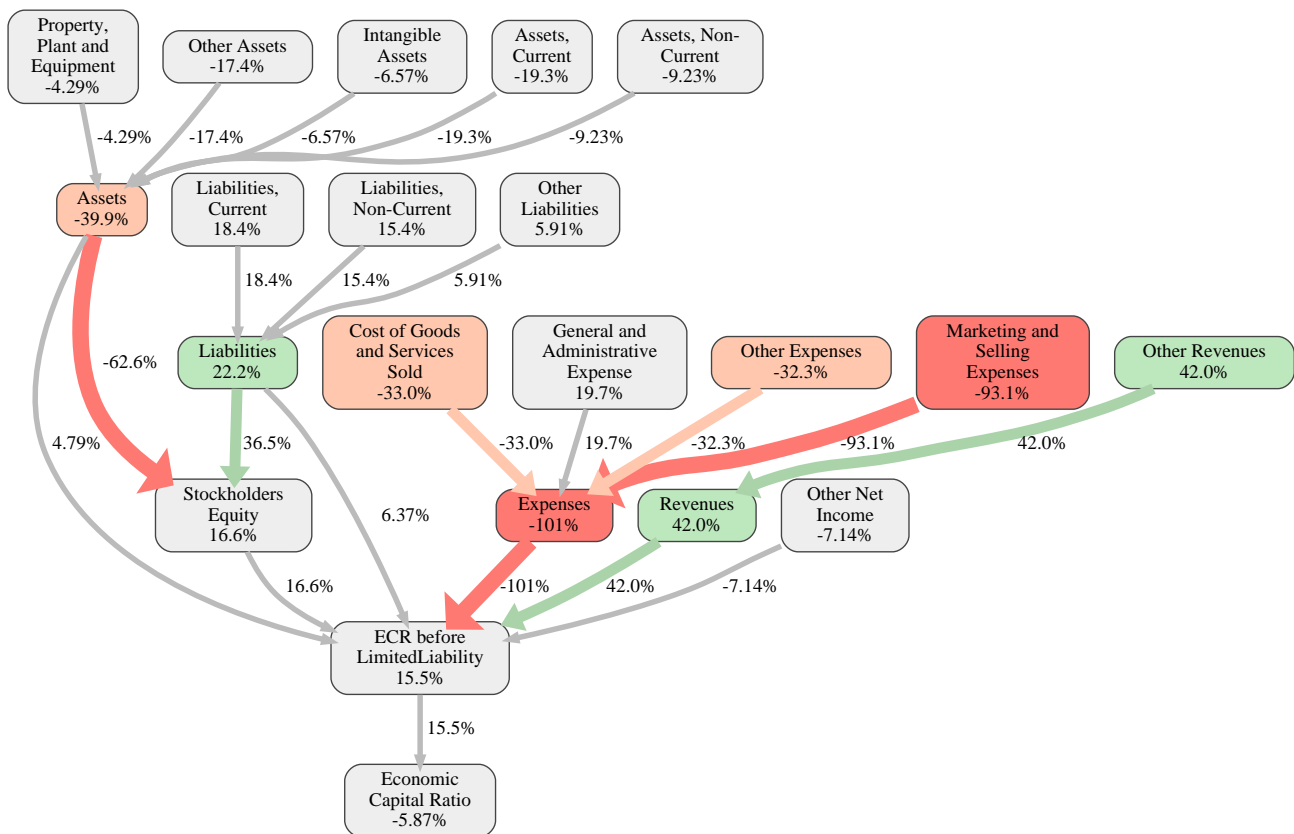 Property,
Plant and
Equipment
-4.29%
Other Assets
-17.4%
Intangible
Assets
-6.57%
Assets,
Current
-19.3%
Assets, Non-
Current
-9.23%
-4.29%
-17.4%
-6.57%
-19.3%
-9.23%
Assets
-39.9%
Liabilities,
Current
18.4%
Liabilities,
Non-Current
15.4%
Other
Liabilities
5.91%
18.4%
15.4%
5.91%
-62.6%
Liabilities
22.2%
Cost of Goods
and Services
Sold
-33.0%
General and
Administrative
Expense
19.7%
Other Expenses
-32.3%
Marketing and
Selling
Expenses
-93.1%
Other Revenues
42.0%
4.79%
36.5%
-33.0%
19.7%
-32.3%
-93.1%
42.0%
Stockholders
Equity
16.6%
6.37%
Expenses
-101%
Revenues
42.0%
Other Net
Income
-7.14%
16.6%
-101%
42.0%
-7.14%
ECR before
LimitedLiability
15.5%
15.5%
Economic
Capital Ratio
-5.87%